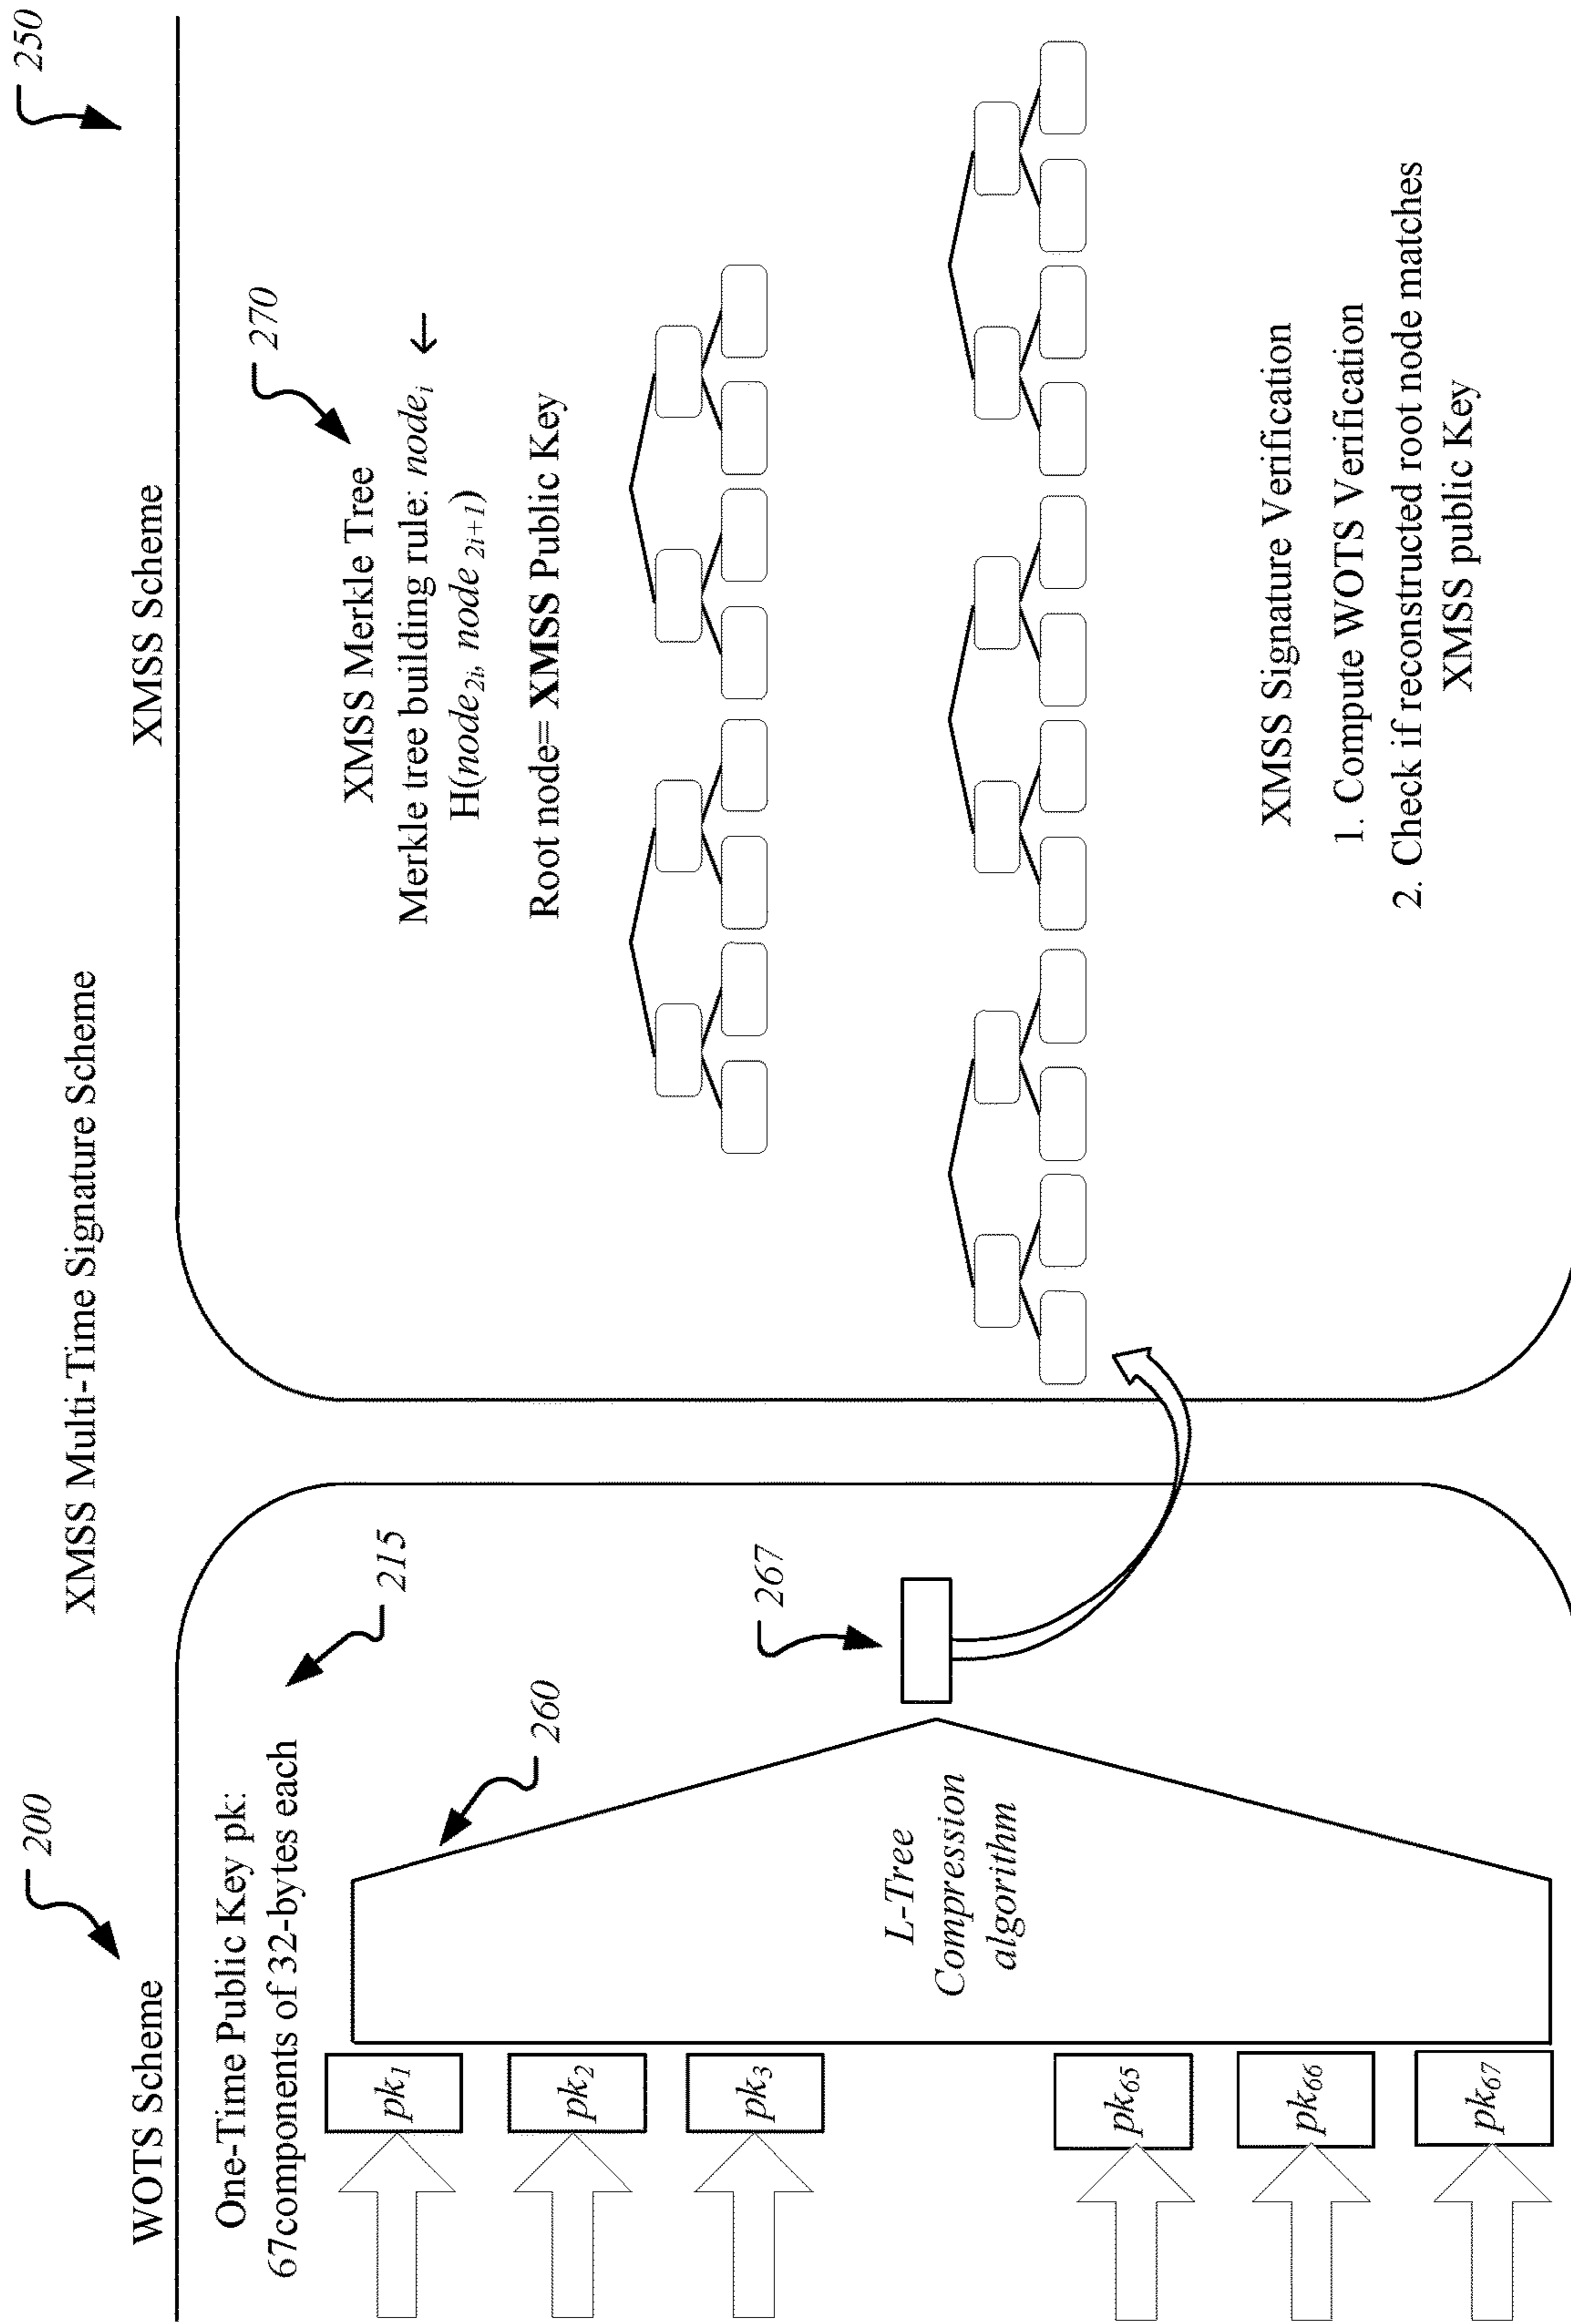 XMSS Multi-Time Signature Scheme
200
250
WOTS Scheme
XMSS Scheme
One-Time Public Key pk:
67components of 32-bytes each
215
260
267
pk1
pk2
pk3
pk65
pk66
pk67
L-Tree
Compression
algorithm
270
XMSS Merkle Tree
Merkle tree building rule: node i ←
H(node2i, node 2i+1)
Root node= XMSS Public Key
XMSS Signature Verification
1. Compute WOTS Verification
2. Check if reconstructed root node matches
XMSS public Key